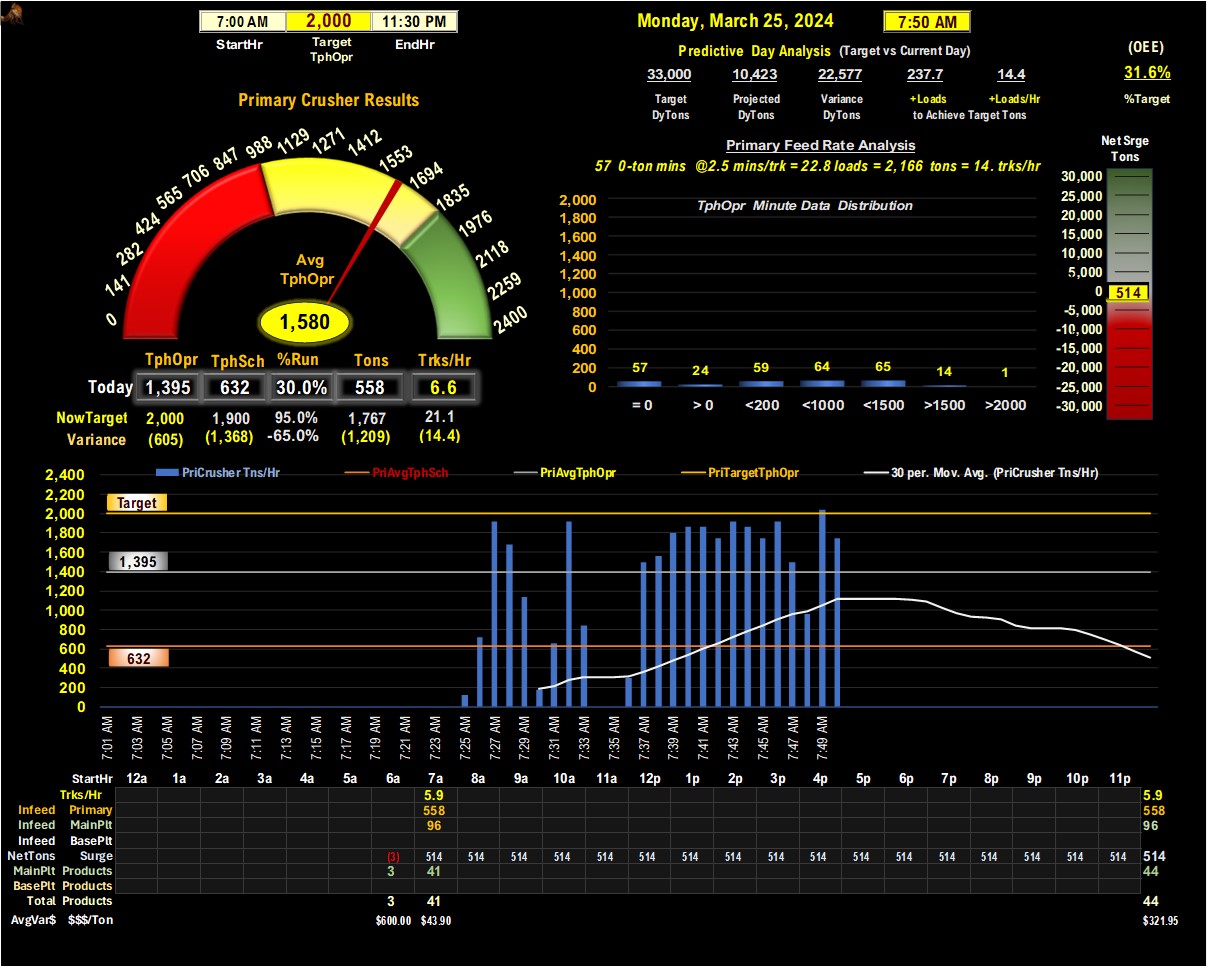 7:00 AM 2,000 11:30 PM
StartHr Target TphOpr EndHr
Monday, March 25, 2024 7:50 AM
Predictive Day Analysis (Target vs Current Day)
33,000 10,423 22,577 237.7 14.4
Target Projected Variance +Loads +Loads/Hr
DyTons DyTons DyTons to Achieve Target Tons
(OEE)
31.6%
%Target
Primary Crusher Results
0 141 282 424 565 706 847 988 1129 1271 1412 1553 1694 1835 1976 2118 2259 2400
Avg
TphOpr
1,580
TphOpr TphSch %Run Tons Trks/Hr
Today 1,395 632 30.0% 558 6.6
NowTarget 2,000 1,900 95.0% 1,767 21.1
Variance (605) (1,368) -65.0% (1,209) (14.4)
Primary Feed Rate Analysis
57 0-ton mins @2.5 mins/trk = 22.8 loads = 2,166 tons = 14. trks/hr
TphOpr Minute Data Distribution
2,000
1,800
1,600
1,400
1,200
1,000
800
600
400
200
0
57 24 59 64 65 14 1
= 0 > 0 <200 <1000 <1500 >1500 >2000
Net Srge
Tons
30,000
25,000
20,000
15,000
10,000
5,000
0 514
-5,000
-10,000
-15,000
-20,000
-25,000
-30,000
PriCrusher Tns/Hr PriAvgTphSch PriAvgTphOpr PriTargetTphOpr 30 per. Mov. Avg. (PriCrusher Tns/Hr)
2,400
2,200
2,000
1,800
1,600
1,400
1,200
1,000
800
600
400
200
0
Target
1,395
632
7:01 AM 7:03 AM 7:05 AM 7:07 AM 7:09 AM 7:11 AM 7:13 AM 7:15 AM 7:17 AM 7:19 AM 7:21 AM 7:23 AM 7:25 AM 7:27 AM 7:29 AM 7:31 AM 7:33 AM 7:35 AM 7:37 AM 7:39 AM 7:41 AM 7:43 AM 7:45 AM 7:47 AM 7:49 AM
StartHr 12a 1a 2a 3a 4a 5a 6a 7a 8a 9a 10a 11a 12p 1p 2p 3p 4p 5p 6p 7p 8p 9p 10p 11p
Trks/Hr 5.9 5.9
Infeed Primary 558 558
Infeed MainPlt 96 96
Infeed BasePlt
NetTons Surge (3) 514 514 514 514 514 514 514 514 514 514 514 514 514 514 514 514 514 514
MainPlt Products 3 41 44
BasePlt Products
Total Products 3 41 44
AvgVar$ $$$/Ton $600.00 $43.90 $321.95